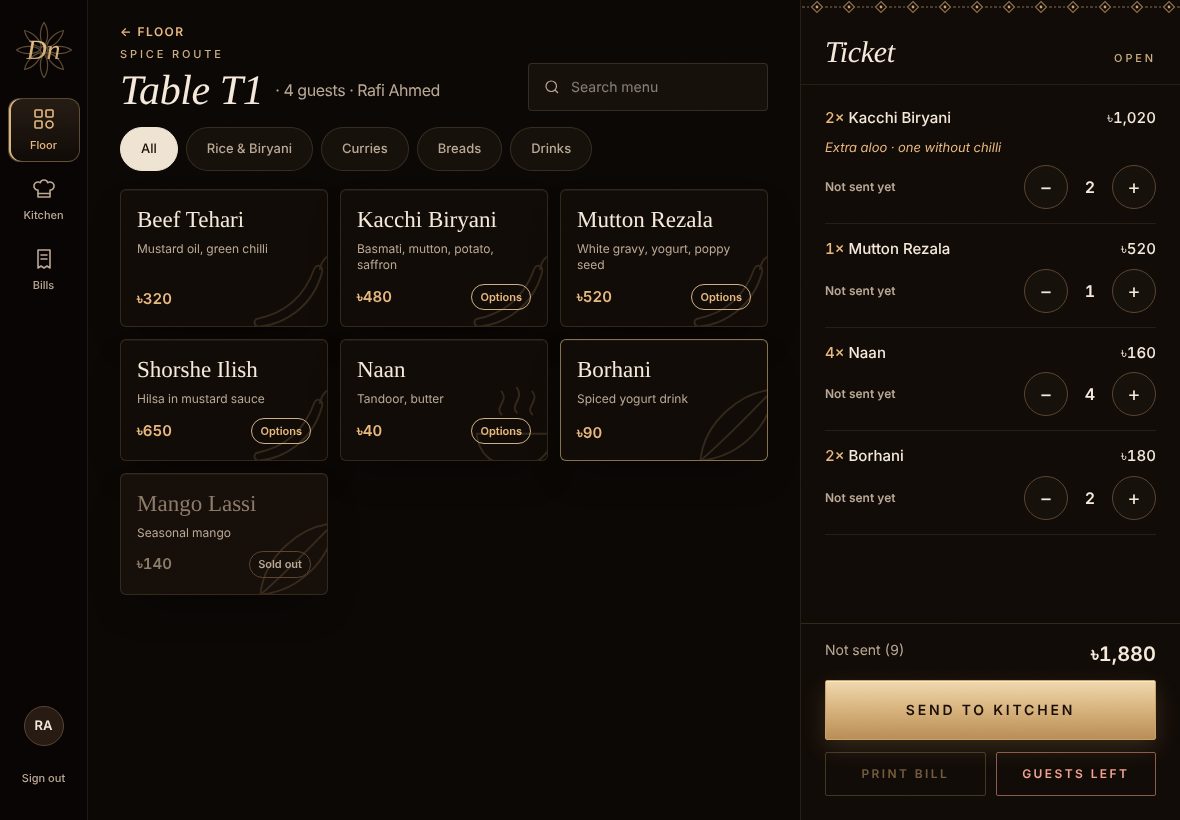 Dn
Floor
Kitchen
Bills
RA
Sign out
← FLOOR
SPICE ROUTE
Table T1 · 4 guests · Rafi Ahmed
Search menu
All
Rice & Biryani
Curries
Breads
Drinks
Beef Tehari
Mustard oil, green chilli
৳320
Kacchi Biryani
Basmati, mutton, potato,
saffron
৳480
Options
Mutton Rezala
White gravy, yogurt, poppy
seed
৳520
Options
Shorshe Ilish
Hilsa in mustard sauce
৳650
Options
Naan
Tandoor, butter
৳40
Options
Borhani
Spiced yogurt drink
৳90
Mango Lassi
Seasonal mango
৳140
Sold out
Ticket
OPEN
2× Kacchi Biryani ৳1,020
Extra aloo · one without chilli
Not sent yet − 2 +
1× Mutton Rezala ৳520
Not sent yet − 1 +
4× Naan ৳160
Not sent yet − 4 +
2× Borhani ৳180
Not sent yet − 2 +
Not sent (9) ৳1,880
SEND TO KITCHEN
PRINT BILL
GUESTS LEFT